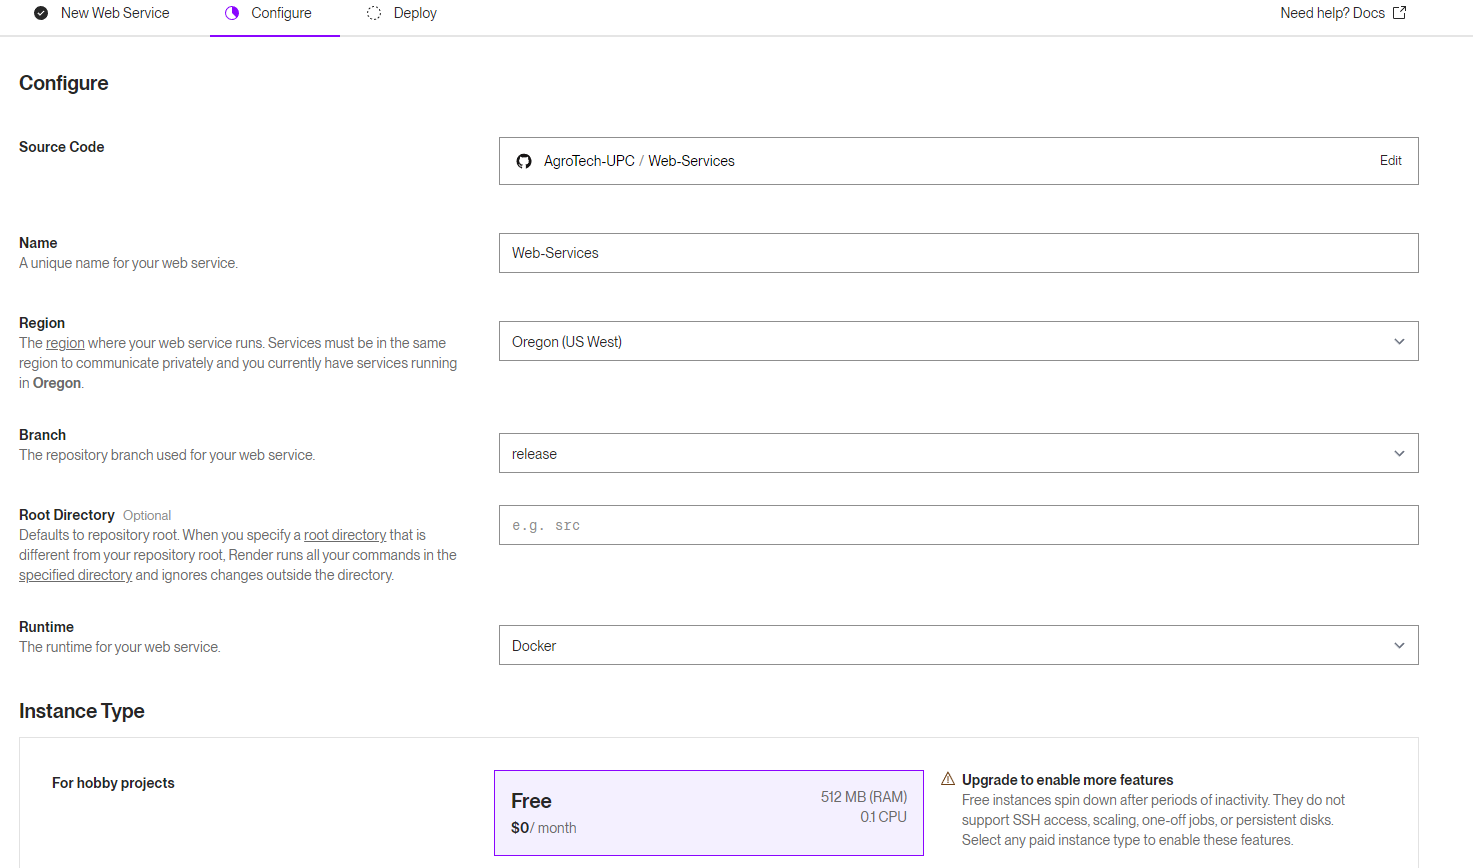 New Web Service
Configure
Deploy
Need help? Docs
Configure
Source Code
AgroTech-UPC / Web-Services
Edit
Name
A unique name for your web service.
Web-Services
Region
The region where your web service runs. Services must be in the same
region to communicate privately and you currently have services running
in Oregon.
Oregon (US West)
Branch
The repository branch used for your web service.
release
Root Directory Optional
Defaults to repository root. When you specify a root directory that is
different from your repository root, Render runs all your commands in the
specified directory and ignores changes outside the directory.
e.g. src
Runtime
The runtime for your web service.
Docker
Instance Type
For hobby projects
Free
$0/ month
512 MB (RAM)
0.1 CPU
Upgrade to enable more features
Free instances spin down after periods of inactivity. They do not
support SSH access, scaling, one-off jobs, or persistent disks.
Select any paid instance type to enable these features.